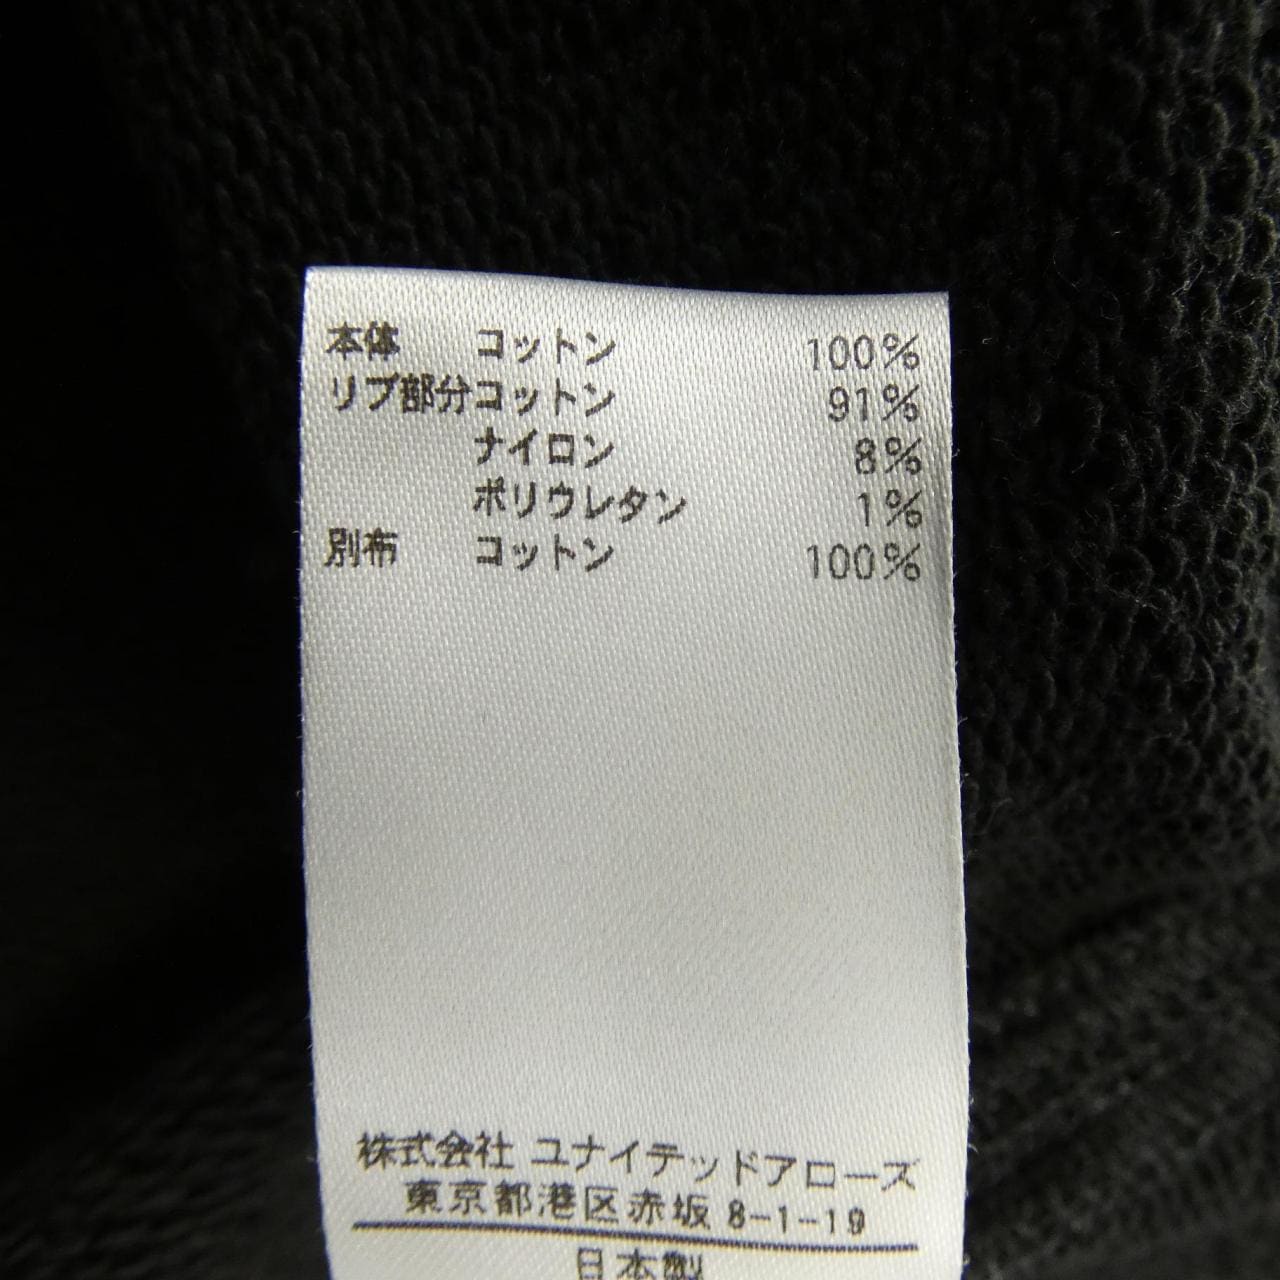 本体 コットン 100%
リブ部分コットン 91%
ナイロン 8%
ポリウレタン 1%
別布 コットン 100%
株式会社 ユナイテッドアローズ
東京都港区赤坂 8-1-19
日本製